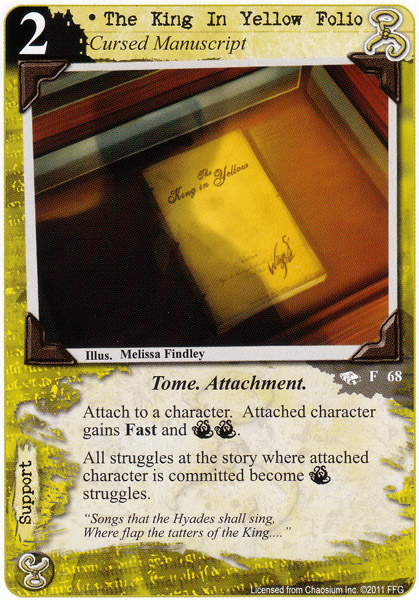 2
• The King In Yellow Folio
Cursed Manuscript
The
King in Yellow
Illus. Melissa Findley
F 68
Tome. Attachment.
Attach to a character. Attached character
gains Fast and .
All struggles at the story where attached
character is committed become
struggles.
Support
“Songs that the Hyades shall sing,
Where flap the tatters of the King....”
Licensed from Chaosium Inc. ©2011 FFG